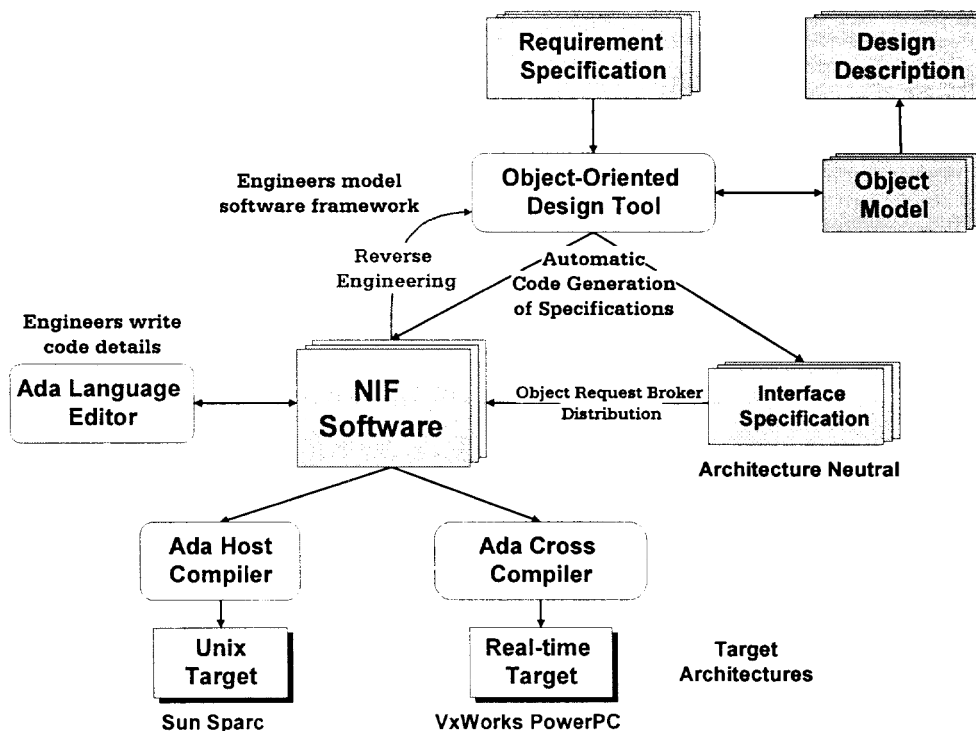 Requirement
Specification
Design
Description
Engineers model
software framework
Object-Oriented
Design Tool
Object
Model
Reverse
Engineering
Automatic
Code Generation
of Specifications
Engineers write
code details
Ada Language
Editor
NIF
Software
Object Request Broker
Distribution
Interface
Specification
Architecture Neutral
Ada Host
Compiler
Ada Cross
Compiler
Unix
Target
Real-time
Target
Target
Architectures
Sun Sparc
VxWorks PowerPC